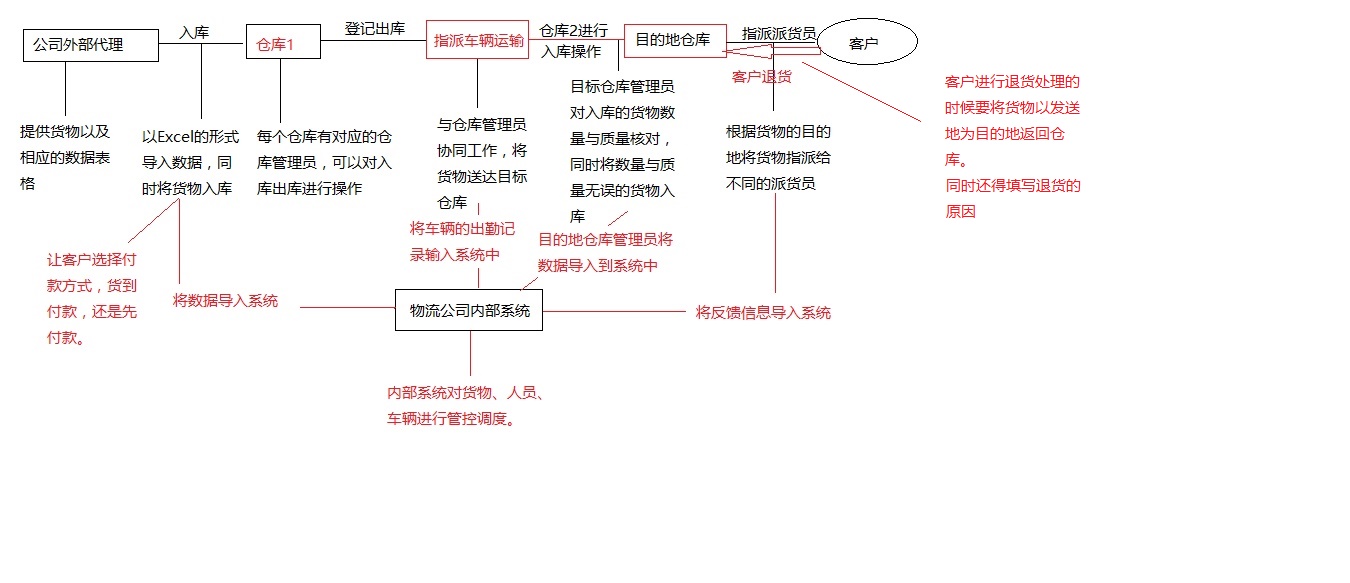 公司外部代理
入库
仓库1
登记出库
指派车辆运输
仓库2进行
入库操作
目的地仓库
指派派货员
客户
客户退货
提供货物以及
相应的数据表
格
以Excel的形式
导入数据，同
时将货物入库
每个仓库有对应的仓
库管理员，可以对入
库出库进行操作
与仓库管理员
协同工作，将
货物送达目标
仓库
目标仓库管理员
对入库的货物数
量与质量核对，
同时将数量与质
量无误的货物入
库
根据货物的目的
地将货物指派给
不同的派货员
客户进行退货处理的
时候要将货物以发送
地为目的地返回仓
库。
同时还得填写退货的
原因
让客户选择付
款方式，货到
付款，还是先
付款。
将数据导入系统
将车辆的出勤记
录输入系统中
目的地仓库管理员将
数据导入到系统中
物流公司内部系统
将反馈信息导入系统
内部系统对货物、人员、
车辆进行管控调度。